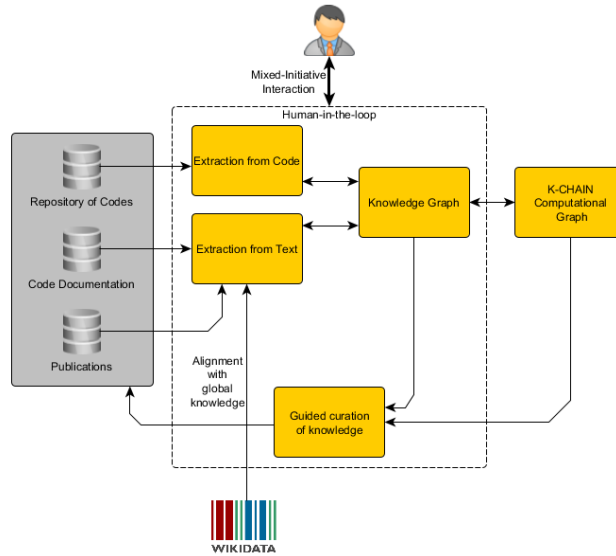 Mixed-Initiative
Interaction
Human-in-the-loop
Extraction from Code
Repository of Codes
Knowledge Graph
K-CHAIN
Computational
Graph
Extraction from Text
Code Documentation
Publications
Alignment
with
global
knowledge
Guided curation
of knowledge
WIKIDATA